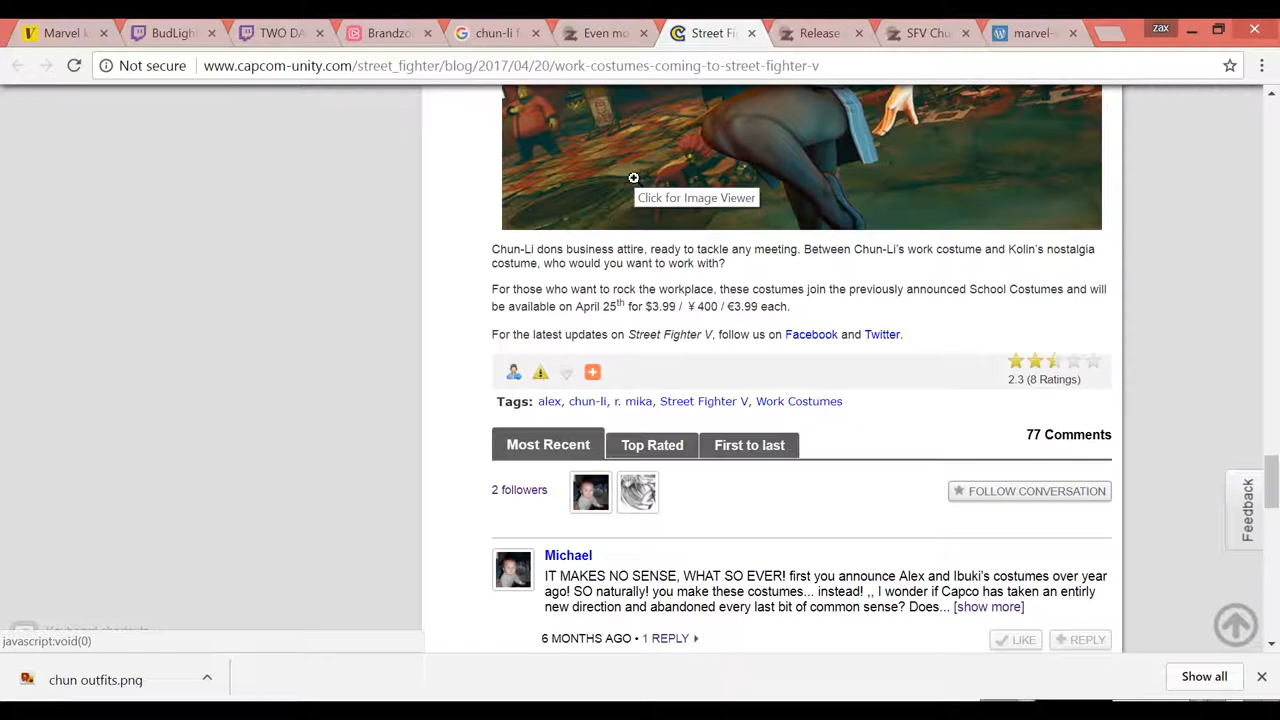 Marvel k
BudLigh
TWO DA
Brandzo
chun-li f
Even mo
Street Fi
Release
SFV Chu
marvel-
zax
Not secure
www.capcom-unity.com/street_fighter/blog/2017/04/20/work-costumes-coming-to-street-fighter-v
Click for Image Viewer
Chun-Li dons business attire, ready to tackle any meeting. Between Chun-Li's work costume and Kolin's nostalgia
costume, who would you want to work with?
For those who want to rock the workplace, these costumes join the previously announced School Costumes and will
be available on April 25th for $3.99 / ¥ 400 / €3.99 each.
For the latest updates on Street Fighter V, follow us on Facebook and Twitter.
2.3 (8 Ratings)
Tags: alex, chun-li, r. mika, Street Fighter V, Work Costumes
77 Comments
Most Recent
Top Rated
First to last
2 followers
FOLLOW CONVERSATION
Feedback
Michael
IT MAKES NO SENSE, WHAT SO EVER! first you announce Alex and Ibuki's costumes over year
ago! SO naturally! you make these costumes... instead! ,, I wonder if Capco has taken an entirly
new direction and abandoned every last bit of common sense? Does... [show more]
6 MONTHS AGO • 1 REPLY
LIKE
REPLY
javascript:void(0)
chun outfits.png
Show all